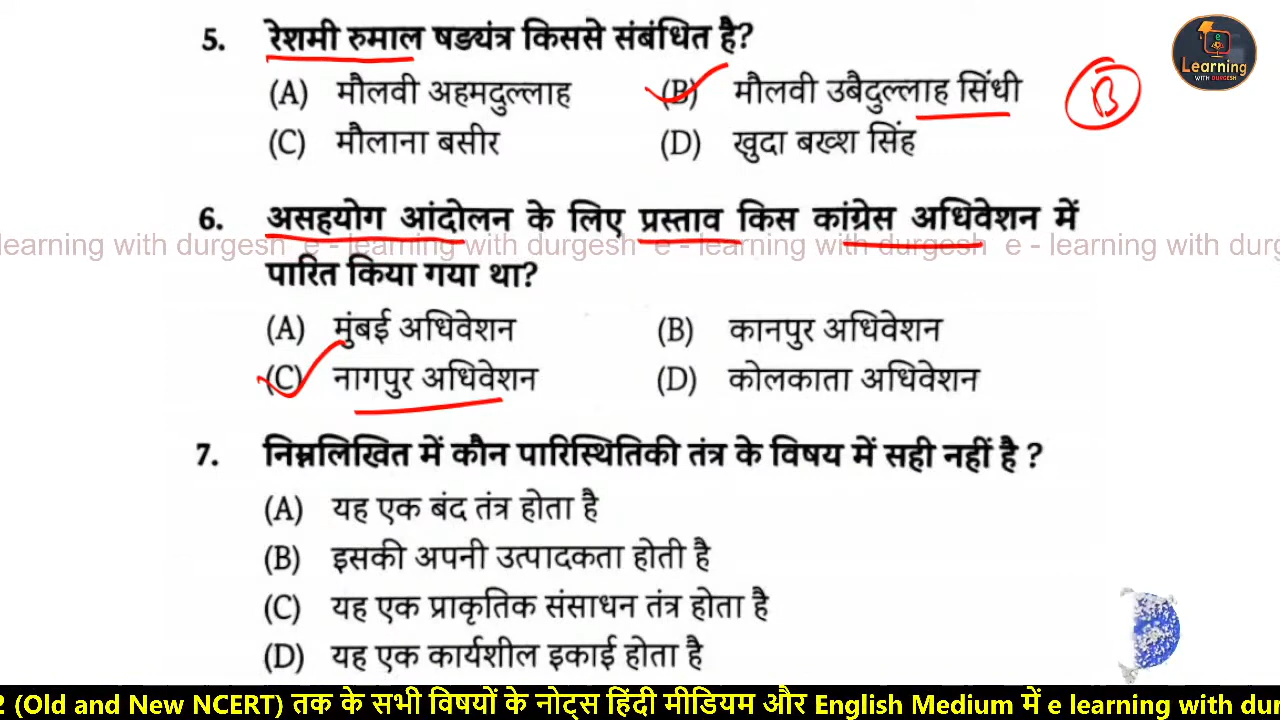 5. रेशमी रुमाल षडयंत्र किससे संबंधित है?
(A) मौलवी अहमदुल्लाह (B) मौलवी उबैदुल्लाह सिंधी
B
(C) मौलाना बसीर (D) खुदा बख्श सिंह
e Learning
WITH DURGESH
6. असहयोग आंदोलन के लिए प्रस्ताव किस कांग्रेस अधिवेशन में
learning with durgesh e - learning with durgesh e - learning with durge
पारित किया गया था?
(A) मुंबई अधिवेशन (B) कानपुर अधिवेशन
(C) नागपुर अधिवेशन (D) कोलकाता अधिवेशन
7. निम्नलिखित में कौन पारिस्थितिकी तंत्र के विषय में सही नहीं है ?
(A) यह एक बंद तंत्र होता है
(B) इसकी अपनी उत्पादकता होती है
(C) यह एक प्राकृतिक संसाधन तंत्र होता है
(D) यह एक कार्यशील इकाई होता है
2 (Old and New NCERT) तक के सभी विषयों के नोट्स हिंदी मीडियम और English Medium में e learning with dur